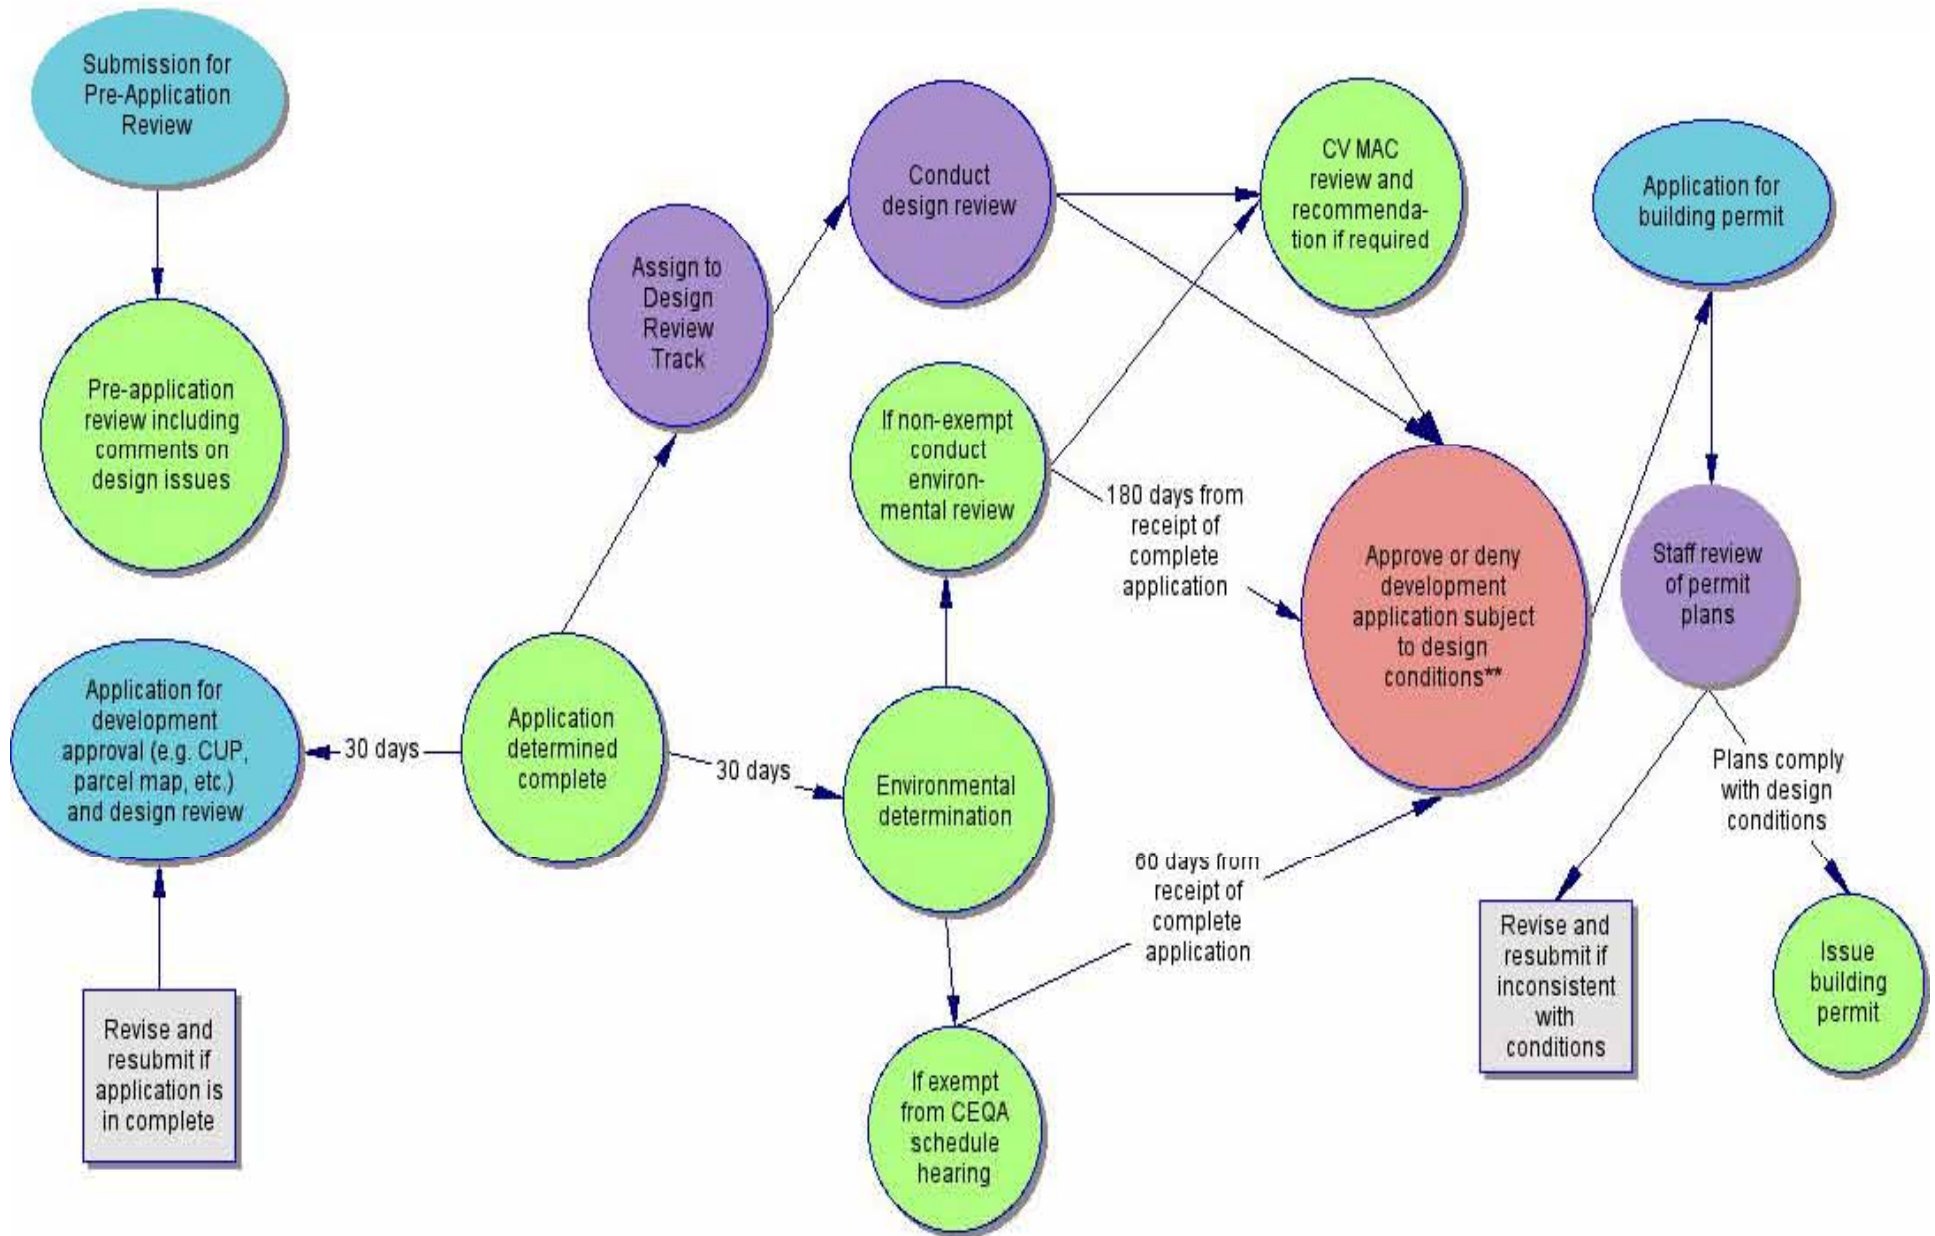 Submission for
Pre-Application
Review
Pre-application
review including
comments on
design issues
Application for
development
approval (e.g. CUP,
parcel map, etc.)
and design review
Revise and
resubmit if
application is
in complete
30 days
Application
determined
complete
30 days
Assign to
Design
Review
Track
Conduct
design review
If non-exempt
conduct
environ-
mental review
Environmental
determination
If exempt
from CEQA
schedule
hearing
180 days from
receipt of
complete
application
60 days from
receipt of
complete
application
CV MAC
review and
recommenda-
tion if required
Approve or deny
development
application subject
to design
conditions**
Application for
building permit
Staff review
of permit
plans
Plans comply
with design
conditions
Revise and
resubmit if
inconsistent
with
conditions
Issue
building
permit